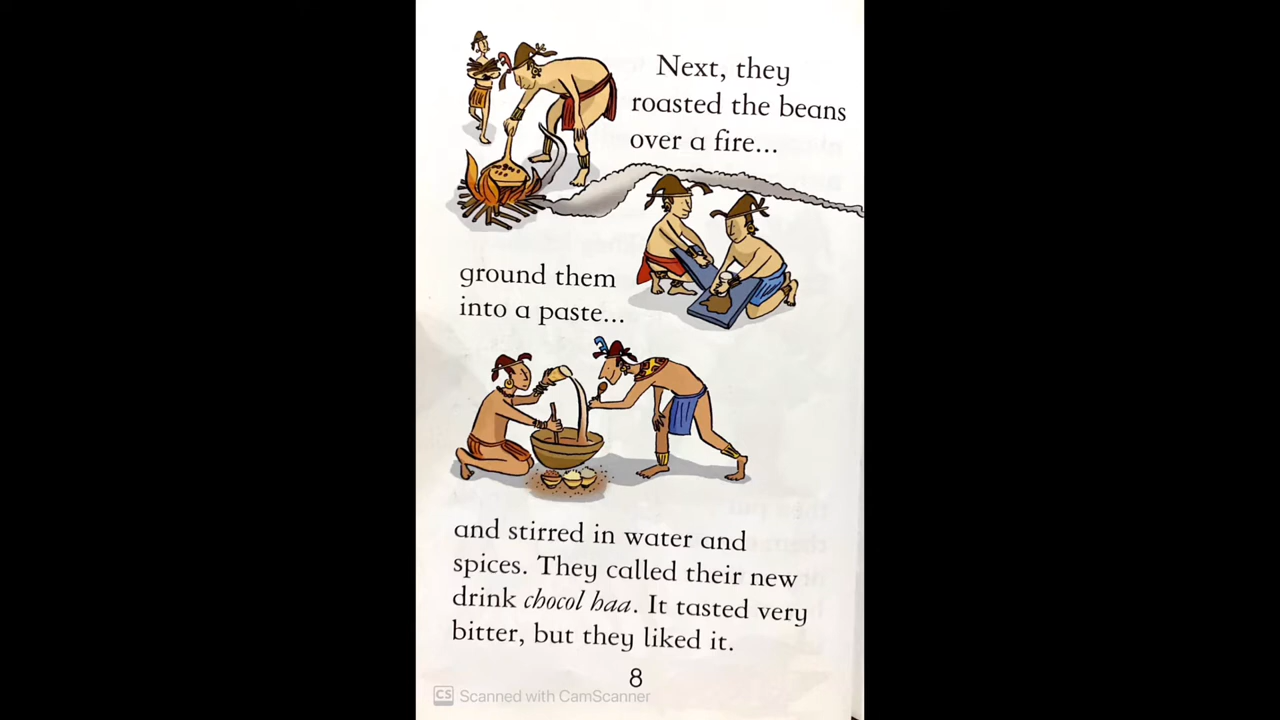 Next, they
roasted the beans
over a fire...
ground them
into a paste...
and stirred in water and
spices. They called their new
drink chocol haa. It tasted very
bitter, but they liked it.
8
CS Scanned with CamScanner